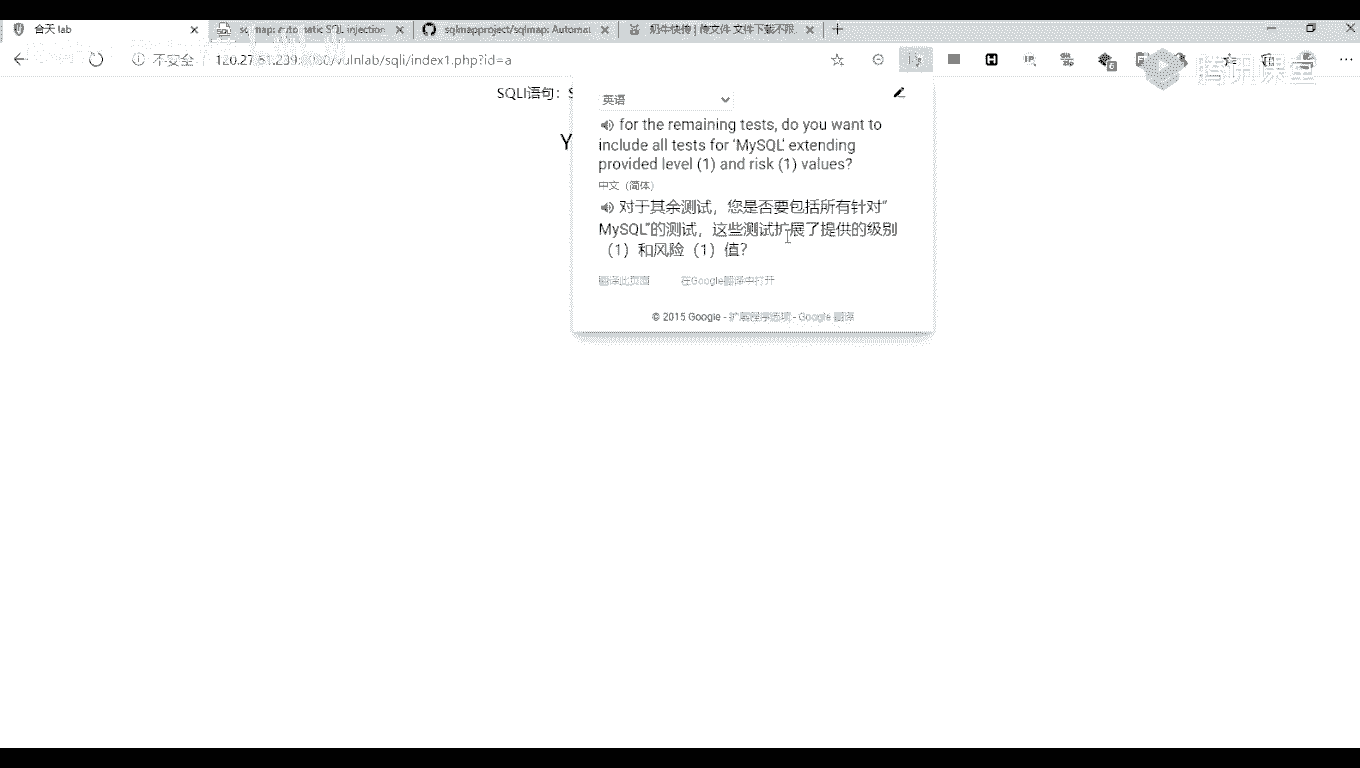 合天 lab
sqlmap: automatic SQL injection
sqlmapproject/sqlmap: Automat
奶牛快传 | 传文件 文件下载不限
不安全
/vulnlab/sqli/index1.php?id=a
腾讯课堂
SQLI语句: S
Y
英语
for the remaining tests, do you want to
include all tests for 'MySQL' extending
provided level (1) and risk (1) values?
中文（简体）
对于其余测试，您是否要包括所有针对“
MySQL”的测试，这些测试扩展了提供的级别
（1）和风险（1）值？
翻译此页面 在Google翻译中打开
© 2015 Google - 扩展程序选项 - Google 翻译